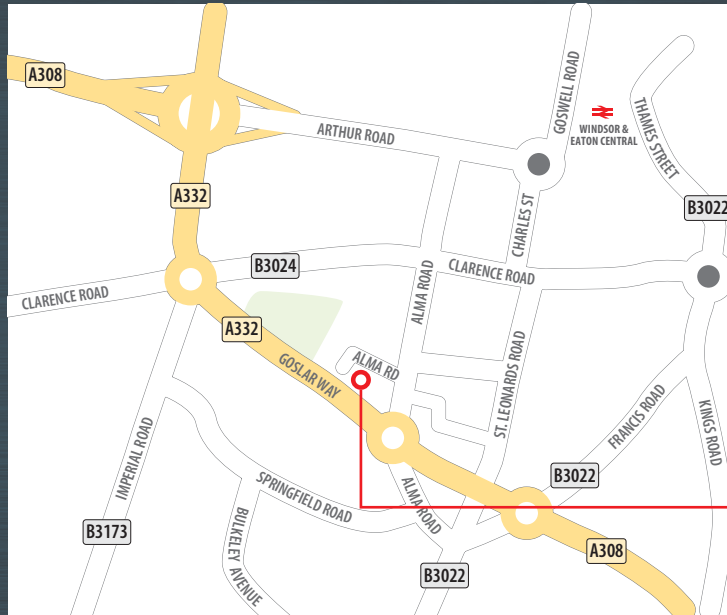 A308
GOSWELL ROAD
WINDSOR &
EATON CENTRAL
THAMES STREET
ARTHUR ROAD
A332
CHARLES ST
B3022
B3024
CLARENCE ROAD
CLARENCE ROAD
ALMA ROAD
A332
GOSLAR WAY
ALMA RD
ST. LEONARDS ROAD
FRANCIS ROAD
KINGS ROAD
IMPERIAL ROAD
SPRINGFIELD ROAD
ALMA ROAD
B3022
BULKELEY AVENUE
B3173
A308
B3022